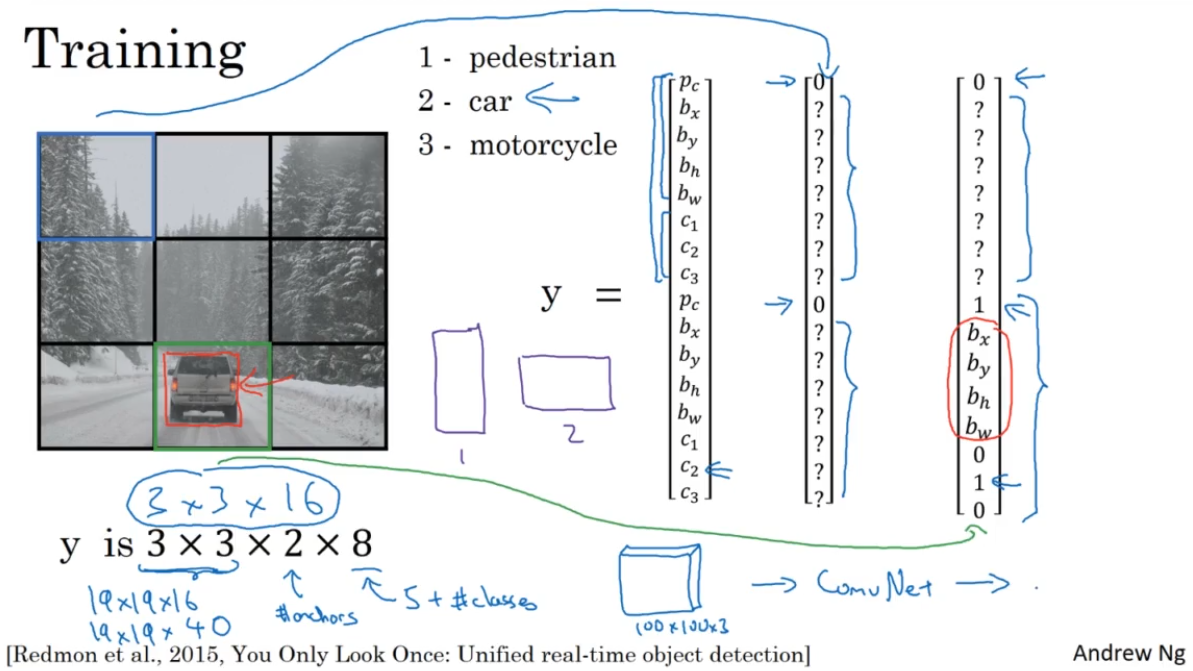 Training
1 - pedestrian
2 - car
3 - motorcycle
y =
p_c
b_x
b_y
b_h
b_w
c_1
c_2
c_3
p_c
b_x
b_y
b_h
b_w
c_1
c_2
c_3
0
?
?
?
?
?
?
?
0
?
?
?
?
?
?
?
0
?
?
?
?
?
?
?
1
b_x
b_y
b_h
b_w
0
1
0
1
2
3 × 3 × 16
y is 3 × 3 × 2 × 8
19×19×16
19×19×40
#anchors
5 + #classes
100×100×3
→ ConvNet →
[Redmon et al., 2015, You Only Look Once: Unified real-time object detection]
Andrew Ng